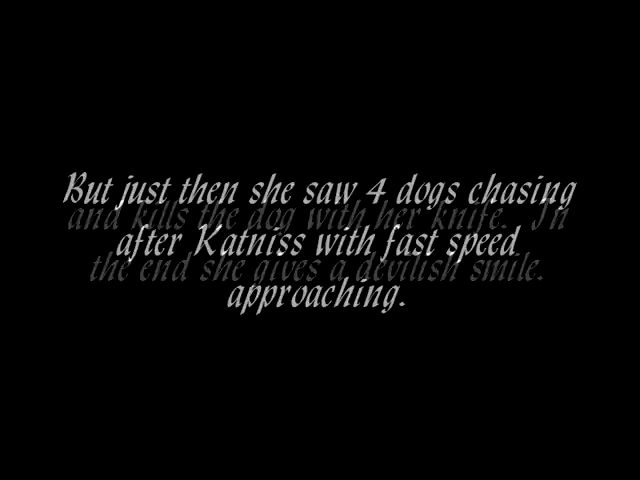 But just then she saw 4 dogs chasing
and kills the dog with her knife. In
after Katniss with fast speed
the end she gives a devilish smile.
approaching.